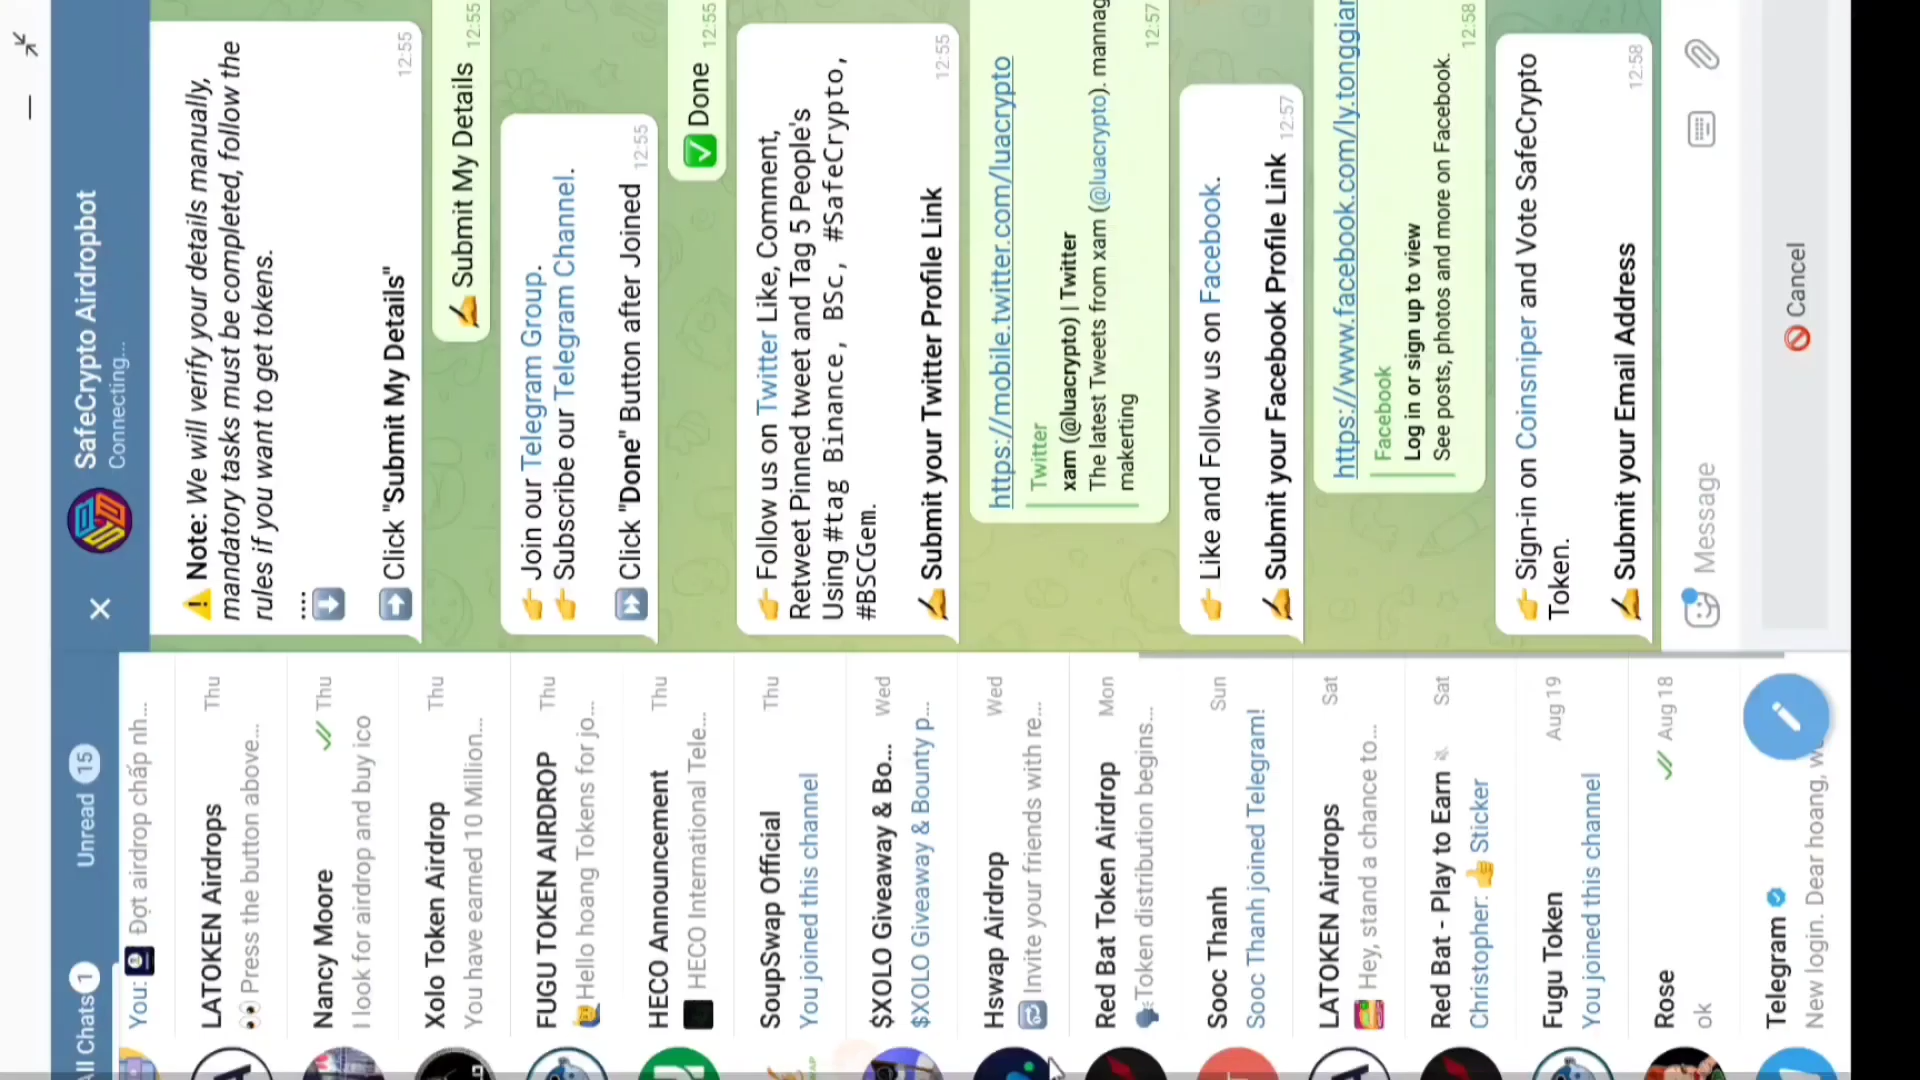 All Chats 1
Unread 15
You: Đợt airdrop chấp nh...
LATOKEN Airdrops Thu
👀 Press the button above...
Nancy Moore Thu
I look for airdrop and buy ico
Xolo Token Airdrop Thu
You have earned 10 Million...
FUGU TOKEN AIRDROP Thu
🙋‍♂️ Hello hoang Tokens for jo...
HECO Announcement Thu
HECO International Tele...
SoupSwap Official Thu
You joined this channel
$XOLO Giveaway & Bo... Wed
$XOLO Giveaway & Bounty p...
Hswap Airdrop Wed
Invite your friends with re...
Red Bat Token Airdrop Mon
🗣Token distribution begins...
Sooc Thanh Sun
Sooc Thanh joined Telegram!
LATOKEN Airdrops Sat
Hey, stand a chance to...
Red Bat - Play to Earn Sat
Christopher: 👍 Sticker
Fugu Token Aug 19
You joined this channel
Rose Aug 18
ok
Telegram
New login. Dear hoang,
SafeCrypto Airdropbot
Connecting...
⚠️ Note: We will verify your details manually,
mandatory tasks must be completed, follow the
rules if you want to get tokens.
....
⬇️
➡️ Click "Submit My Details"
12:55
✍️ Submit My Details 12:55
👉 Join our Telegram Group.
👉 Subscribe our Telegram Channel.
⏩ Click "Done" Button after Joined 12:55
✅ Done 12:55
👉 Follow us on Twitter Like, Comment,
Retweet Pinned tweet and Tag 5 People's
Using #tag Binance, BSc, #SafeCrypto,
#BSCGem.
✍️ Submit your Twitter Profile Link 12:55
https://mobile.twitter.com/luacrypto
Twitter
xam (@luacrypto) | Twitter
The latest Tweets from xam (@luacrypto). mannag
makerting
12:57
👉 Like and Follow us on Facebook.
✍️ Submit your Facebook Profile Link 12:57
https://www.facebook.com/ly.tonggiar
Facebook
Log in or sign up to view
See posts, photos and more on Facebook.
12:58
👉 Sign-in on Coinsniper and Vote SafeCrypto
Token.
✍️ Submit your Email Address 12:58
Message
🚫 Cancel